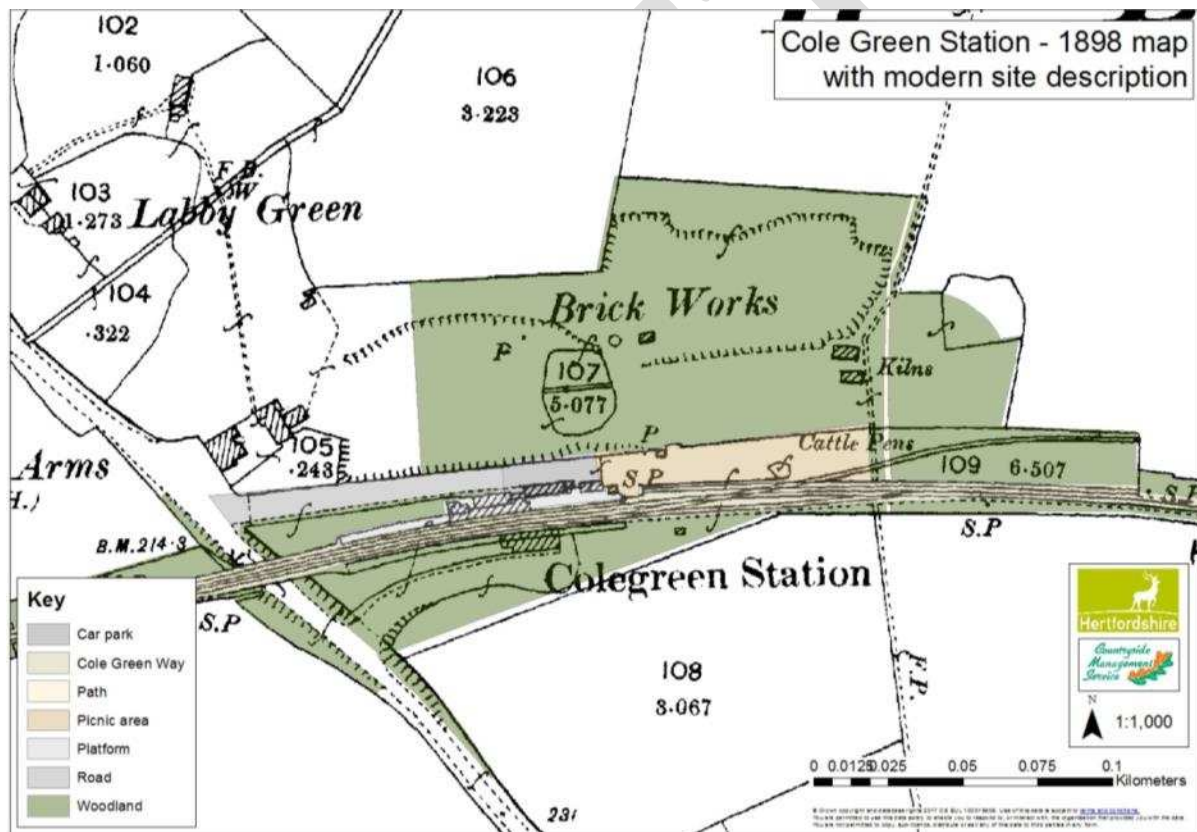 Cole Green Station - 1898 map
with modern site description
102
1.060
106
3.223
F.B.
W
103
1.273
Labby Green
104
.322
Brick Works
P
107
5.077
Kilns
105
.243
P
Cattle Pens
Arms
H.)
S.P
109 6.507
S.P
B.M.214.3
S.P
Colegreen Station
S.P
108
3.067
F.P.
231
Key
Car park
Cole Green Way
Path
Picnic area
Platform
Road
Woodland
Hertfordshire
Countryside
Management
Service
N
1:1,000
0 0.0125 0.025 0.05 0.075 0.1
Kilometers